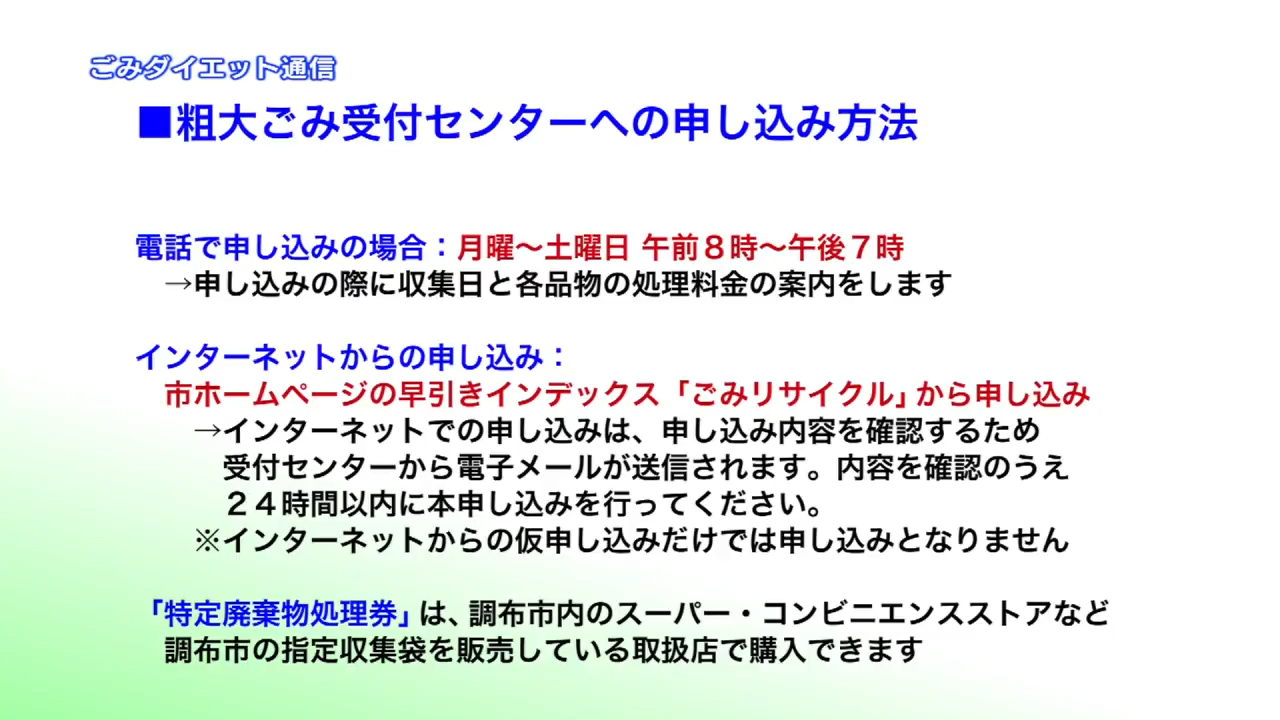 ごみダイエット通信
■粗大ごみ受付センターへの申し込み方法
電話で申し込みの場合：月曜～土曜日 午前８時～午後７時
→申し込みの際に収集日と各品物の処理料金の案内をします
インターネットからの申し込み：
市ホームページの早引きインデックス「ごみリサイクル」から申し込み
→インターネットでの申し込みは、申し込み内容を確認するため
受付センターから電子メールが送信されます。内容を確認のうえ
２４時間以内に本申し込みを行ってください。
※インターネットからの仮申し込みだけでは申し込みとなりません
「特定廃棄物処理券」は、調布市内のスーパー・コンビニエンスストアなど
調布市の指定収集袋を販売している取扱店で購入できます